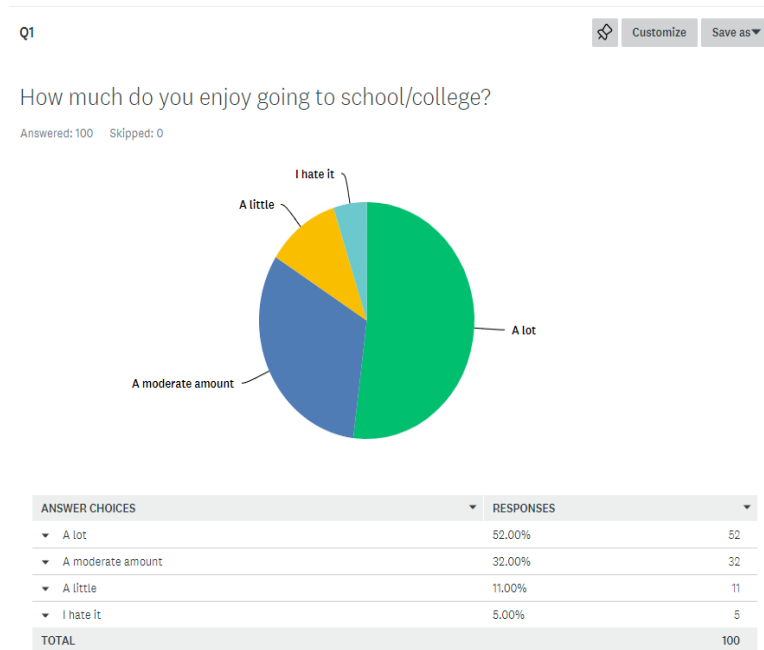 Q1
Customize
Save as
How much do you enjoy going to school/college?
Answered: 100 Skipped: 0
I hate it
A little
A lot
A moderate amount
ANSWER CHOICES RESPONSES
A lot 52.00% 52
A moderate amount 32.00% 32
A little 11.00% 11
I hate it 5.00% 5
TOTAL 100